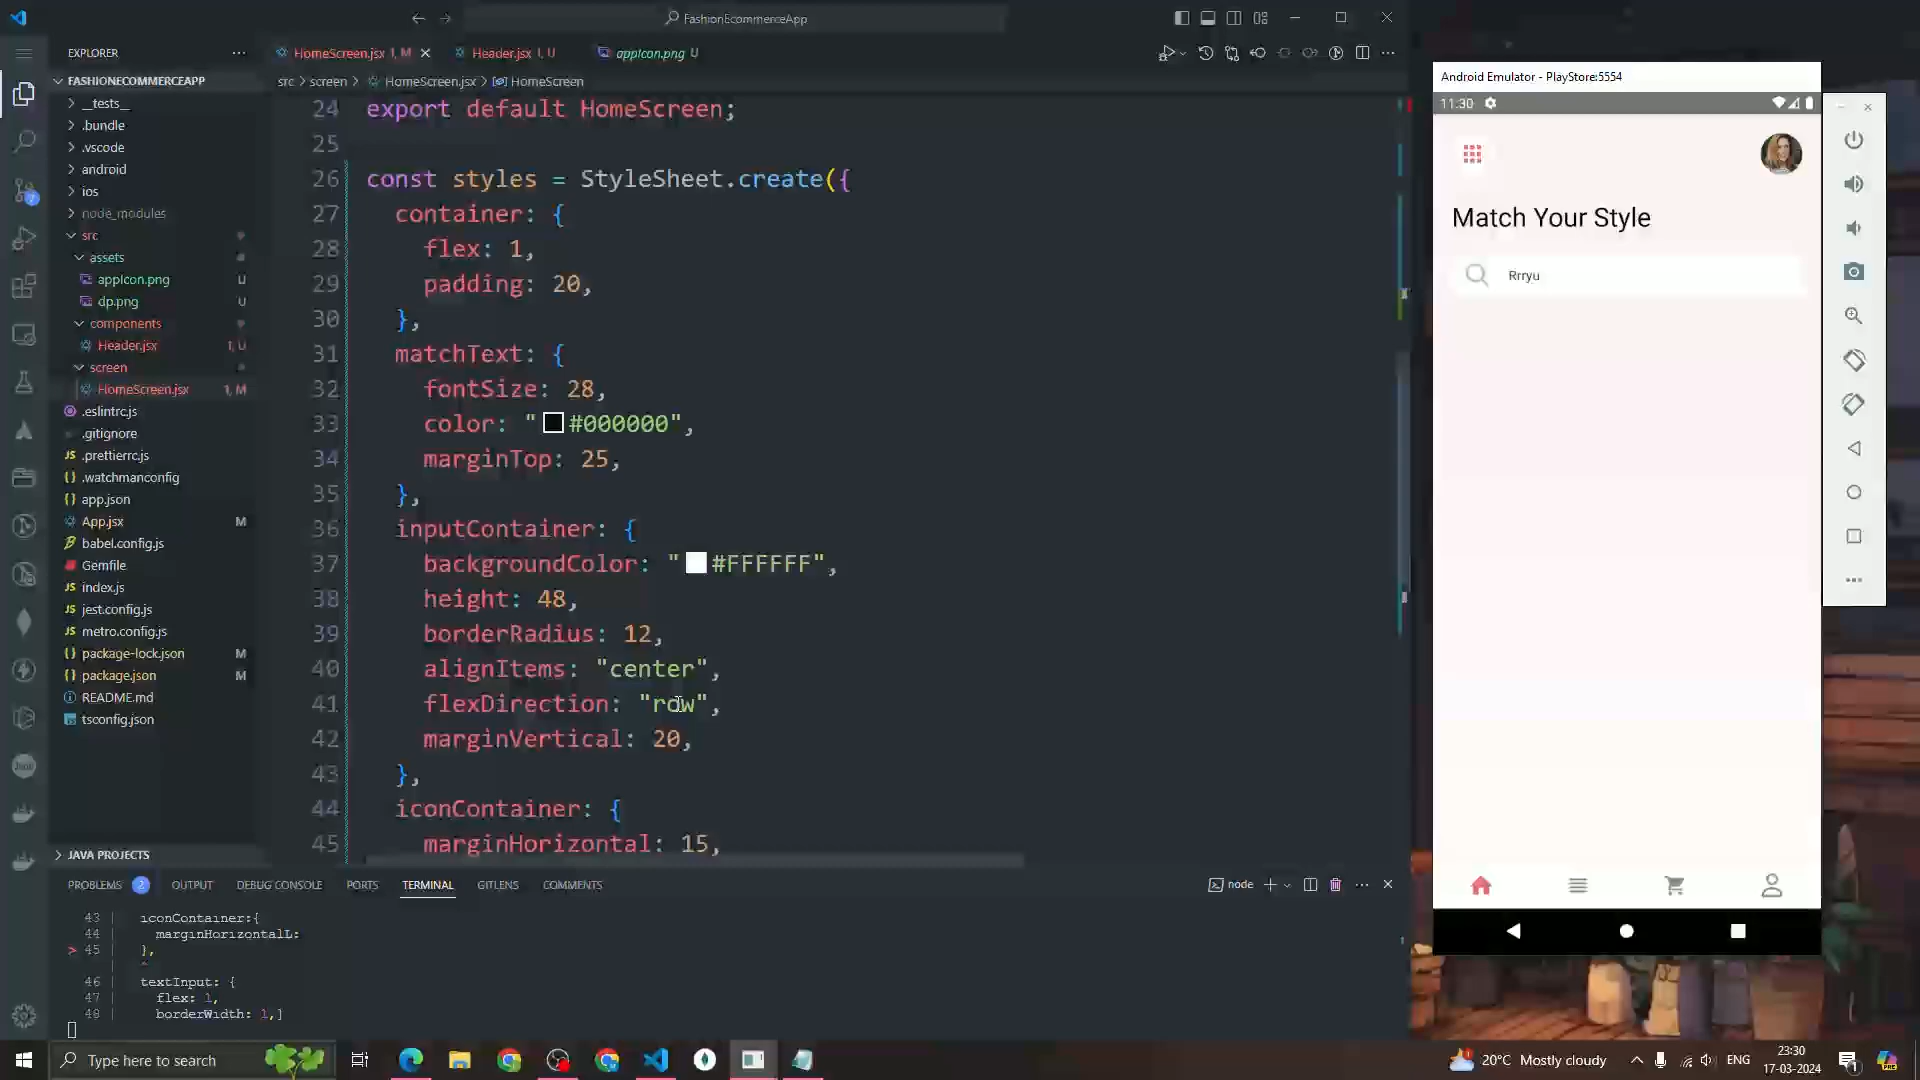 FashionEcommerceApp
EXPLORER
HomeScreen.jsx 1, M
Header.jsx 1, U
appIcon.png U
FASHIONECOMMERCEAPP
src > screen > HomeScreen.jsx > HomeScreen
__tests__
.bundle
.vscode
android
ios
node_modules
src
assets
appIcon.png U
dp.png U
components
Header.jsx 1, U
screen
HomeScreen.jsx 1, M
.eslintrc.js
.gitignore
.prettierrc.js
.watchmanconfig
app.json
App.jsx M
babel.config.js
Gemfile
index.js
jest.config.js
metro.config.js
package-lock.json M
package.json M
README.md
tsconfig.json
JAVA PROJECTS
24 export default HomeScreen;
25
26 const styles = StyleSheet.create({
27 container: {
28 flex: 1,
29 padding: 20,
30 },
31 matchText: {
32 fontSize: 28,
33 color: "#000000",
34 marginTop: 25,
35 },
36 inputContainer: {
37 backgroundColor: "#FFFFFF",
38 height: 48,
39 borderRadius: 12,
40 alignItems: "center",
41 flexDirection: "row",
42 marginVertical: 20,
43 },
44 iconContainer: {
45 marginHorizontal: 15,
PROBLEMS 2 OUTPUT DEBUG CONSOLE PORTS TERMINAL GITLENS COMMENTS
node
43 | iconContainer:{
44 | marginHorizontalL:
> 45 | },
| ^
46 | textInput: {
47 | flex: 1,
48 | borderWidth: 1,]
Android Emulator - PlayStore:5554
11:30
Match Your Style
Rrryu
Type here to search
20°C Mostly cloudy
ENG
23:30
17-03-2024
1